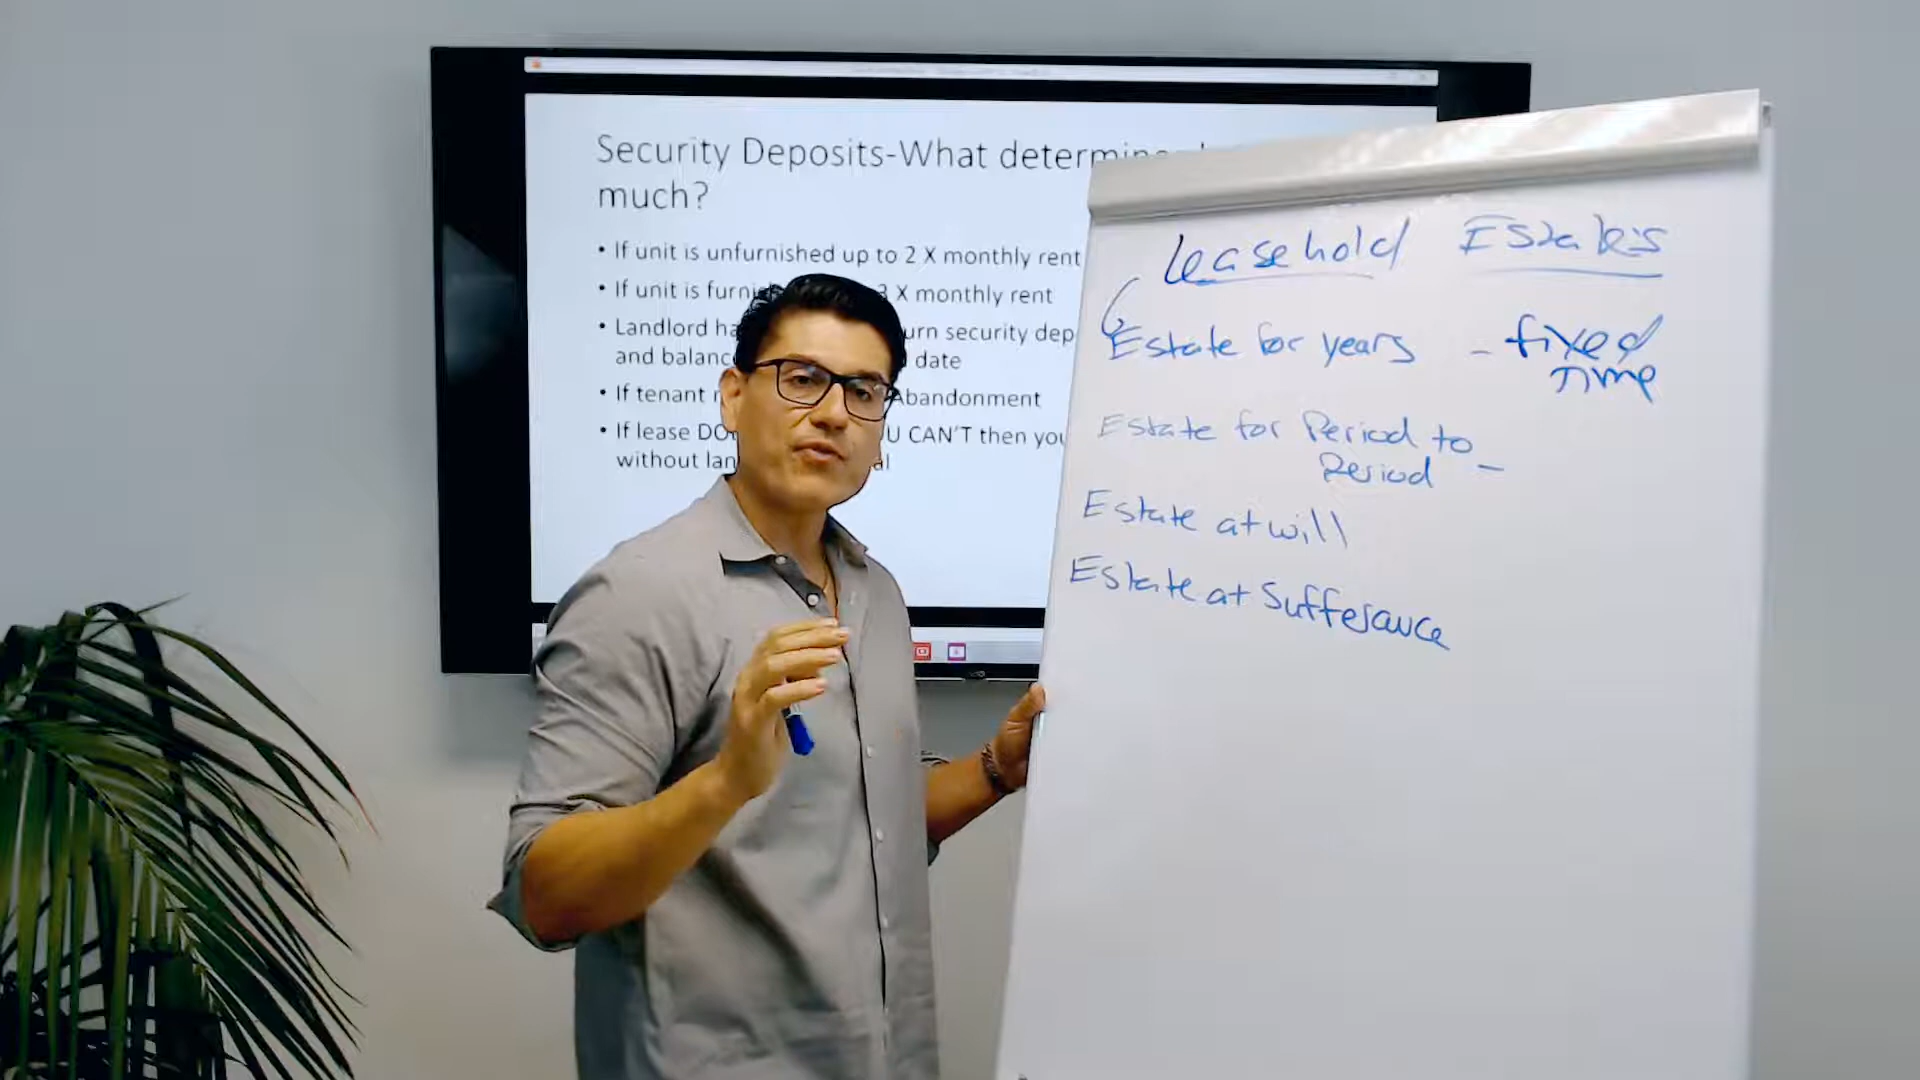 Security Deposits-What determin
much?
• If unit is unfurnished up to 2 X monthly rent
• If unit is furni 3 X monthly rent
• Landlord ha urn security dep
and balanc date
• If tenant Abandonment
• If lease DO U CAN'T then you
without lan al
Leasehold Estates
Estate for years - fixed
Time
Estate for Period to
Period -
Estate at will
Estate at Sufferance